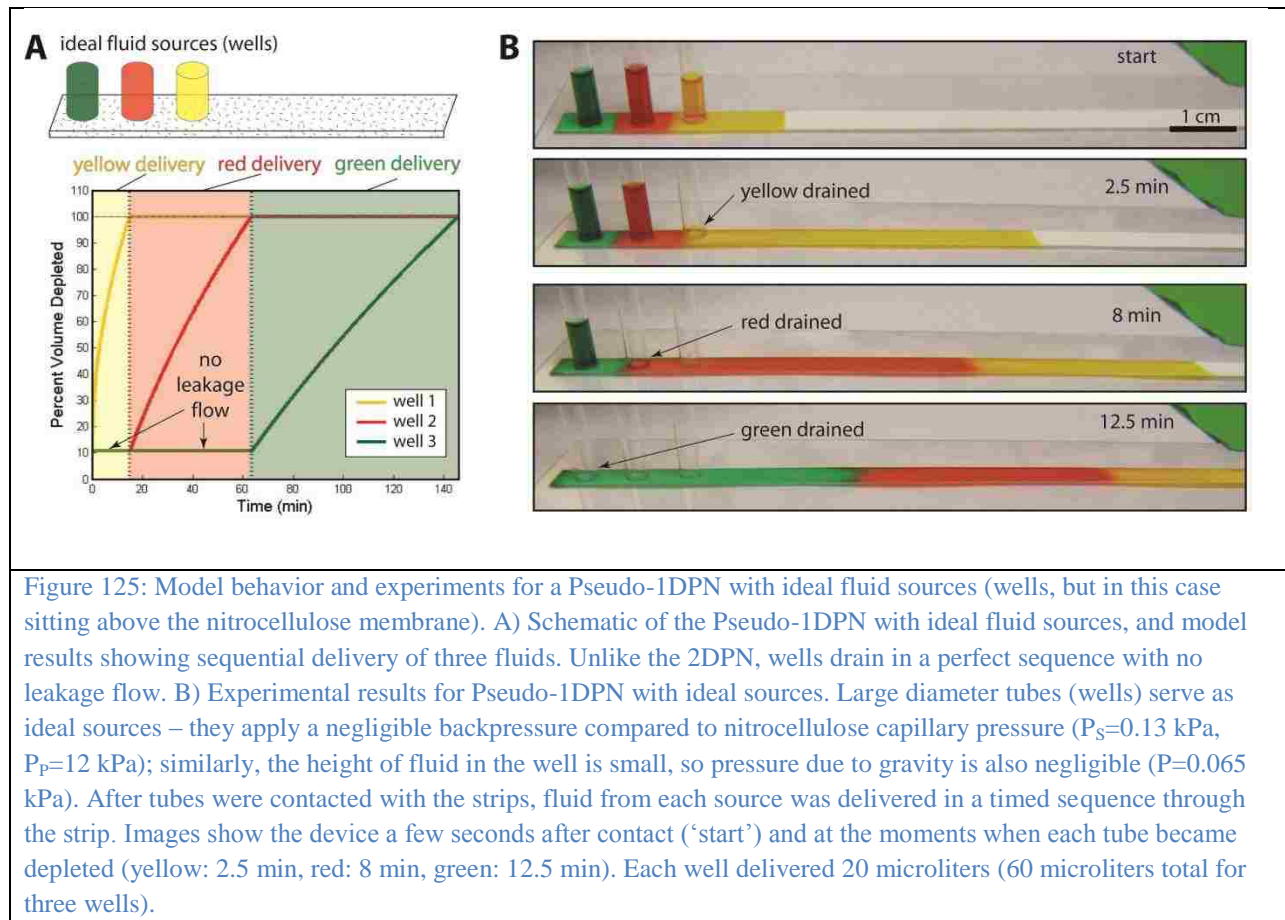 A
ideal fluid sources (wells)
yellow delivery red delivery green delivery
Percent Volume Depleted
110
100
90
80
70
60
50
40
30
20
10
0
no
leakage
flow
well 1
well 2
well 3
0 20 40 60 80 100 120 140
Time (min)
B
start
1 cm
2.5 min
yellow drained
8 min
red drained
12.5 min
green drained
Figure 125: Model behavior and experiments for a Pseudo-1DPN with ideal fluid sources (wells, but in this case
sitting above the nitrocellulose membrane). A) Schematic of the Pseudo-1DPN with ideal fluid sources, and model
results showing sequential delivery of three fluids. Unlike the 2DPN, wells drain in a perfect sequence with no
leakage flow. B) Experimental results for Pseudo-1DPN with ideal sources. Large diameter tubes (wells) serve as
ideal sources – they apply a negligible backpressure compared to nitrocellulose capillary pressure (PS=0.13 kPa,
PP=12 kPa); similarly, the height of fluid in the well is small, so pressure due to gravity is also negligible (P=0.065
kPa). After tubes were contacted with the strips, fluid from each source was delivered in a timed sequence through
the strip. Images show the device a few seconds after contact (‘start’) and at the moments when each tube became
depleted (yellow: 2.5 min, red: 8 min, green: 12.5 min). Each well delivered 20 microliters (60 microliters total for
three wells).